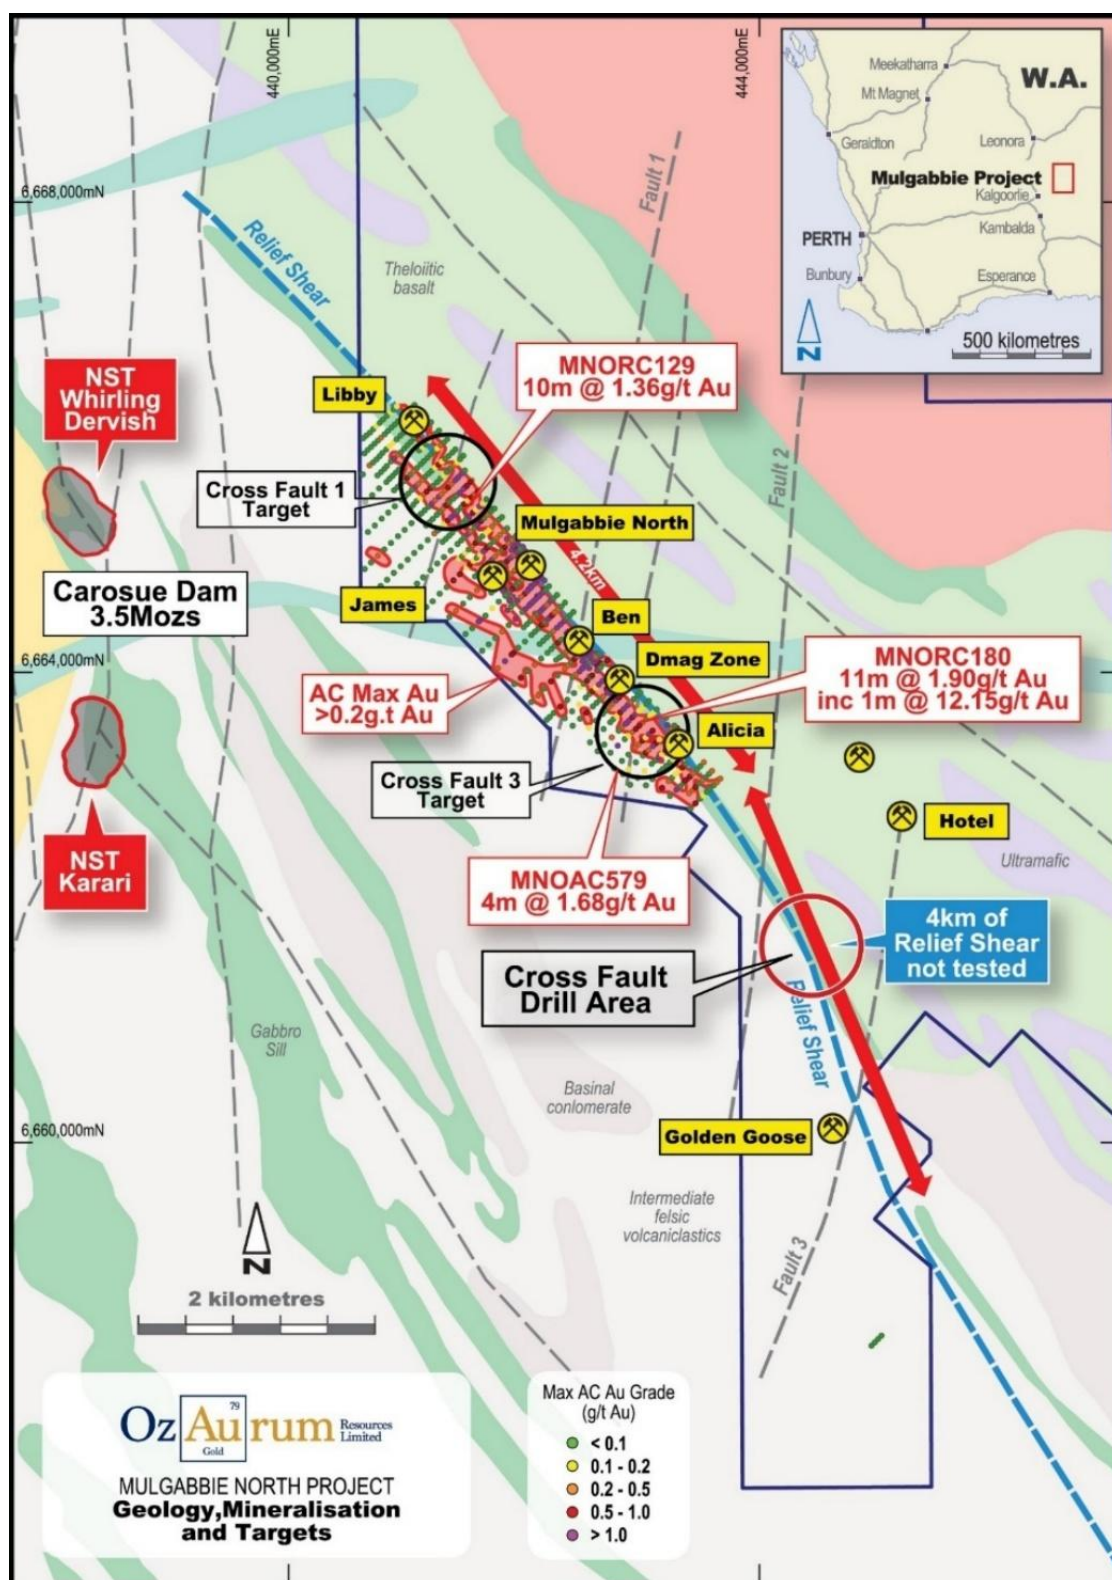 440,000mE
444,000mE
Meekatharra
W.A.
Mt Magnet
Geraldton
Leonora
Mulgabbie Project
Kalgoorlie
PERTH
Kambalda
Bunbury
Esperance
N
500 kilometres
6,668,000mN
Relief Shear
Theloiitic
basalt
Fault 1
NST
Whirling
Dervish
Libby
MNORC129
10m @ 1.36g/t Au
Fault 2
Cross Fault 1
Target
Mulgabbie North
4.2km
Carosue Dam
3.5Mozs
James
Ben
Dmag Zone
6,664,000mN
AC Max Au
>0.2g.t Au
MNORC180
11m @ 1.90g/t Au
inc 1m @ 12.15g/t Au
Alicia
Cross Fault 3
Target
Hotel
NST
Karari
MNOAC579
4m @ 1.68g/t Au
Ultramafic
4km of
Relief Shear
not tested
Cross Fault
Drill Area
Relief Shear
Gabbro
Sill
Basinal
conlomerate
6,660,000mN
Golden Goose
Intermediate
felsic
volcaniclastics
Fault 3
N
2 kilometres
Oz Au rum
79
Gold
Resources
Limited
MULGABBIE NORTH PROJECT
Geology,Mineralisation
and Targets
Max AC Au Grade
(g/t Au)
< 0.1
0.1 - 0.2
0.2 - 0.5
0.5 - 1.0
> 1.0